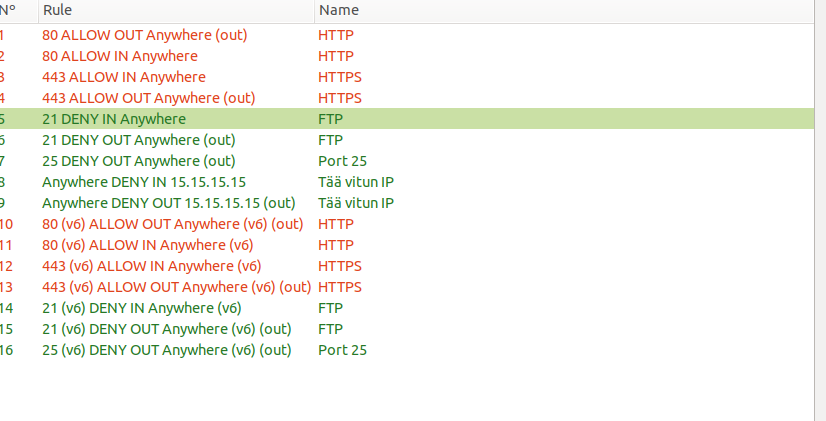 Nº Rule Name
1 80 ALLOW OUT Anywhere (out) HTTP
2 80 ALLOW IN Anywhere HTTP
3 443 ALLOW IN Anywhere HTTPS
4 443 ALLOW OUT Anywhere (out) HTTPS
5 21 DENY IN Anywhere FTP
6 21 DENY OUT Anywhere (out) FTP
7 25 DENY OUT Anywhere (out) Port 25
8 Anywhere DENY IN 15.15.15.15 Tää vitun IP
9 Anywhere DENY OUT 15.15.15.15 (out) Tää vitun IP
10 80 (v6) ALLOW OUT Anywhere (v6) (out) HTTP
11 80 (v6) ALLOW IN Anywhere (v6) HTTP
12 443 (v6) ALLOW IN Anywhere (v6) HTTPS
13 443 (v6) ALLOW OUT Anywhere (v6) (out) HTTPS
14 21 (v6) DENY IN Anywhere (v6) FTP
15 21 (v6) DENY OUT Anywhere (v6) (out) FTP
16 25 (v6) DENY OUT Anywhere (v6) (out) Port 25